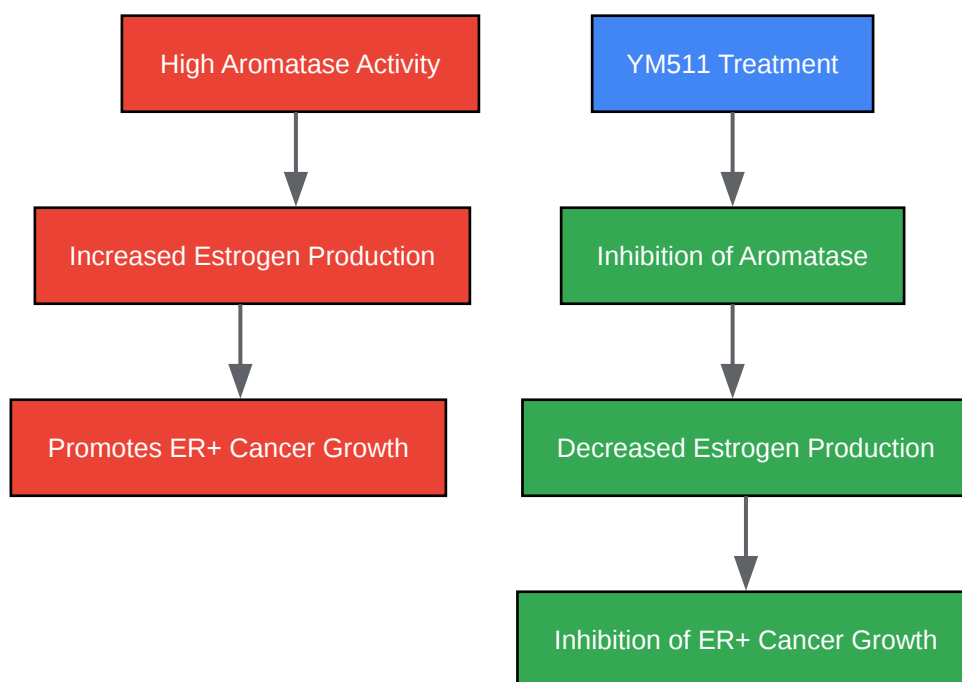 High Aromatase Activity
YM511 Treatment
Increased Estrogen Production
Inhibition of Aromatase
Promotes ER+ Cancer Growth
Decreased Estrogen Production
Inhibition of ER+ Cancer Growth